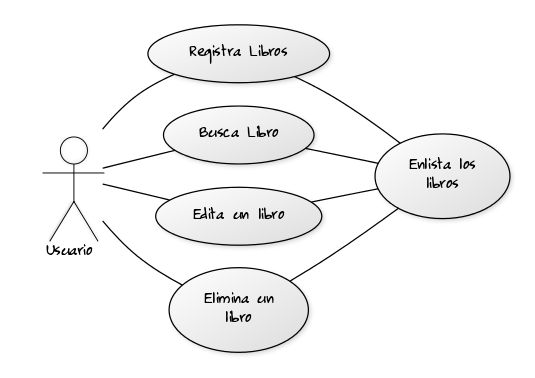 Registra Libros
Busca Libro
Enlista los
libros
Edita un libro
Usuario
Elimina un
libro